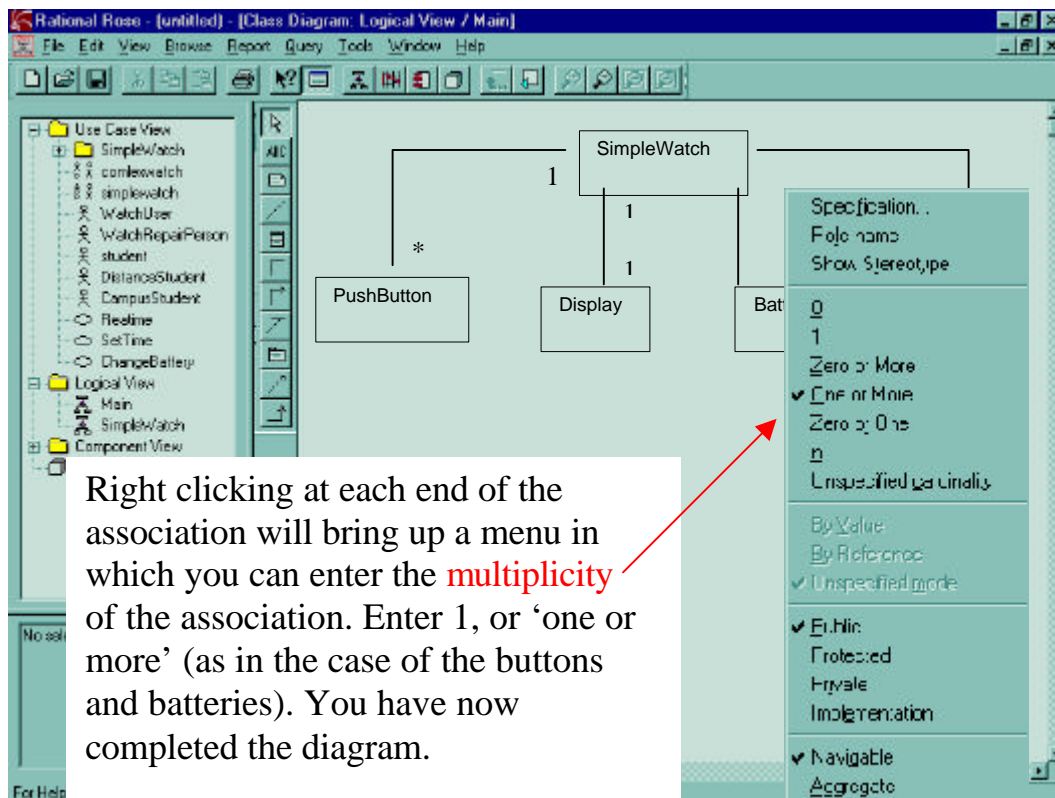 Rational Rose - (untitled) - [Class Diagram: Logical View / Main]
File Edit View Browse Report Query Tools Window Help
ABC
Use Case View
SimpleWatch
comlexwatch
simplewatch
WatchUser
WatchRepairPerson
student
DistanceStudent
CampusStudent
Reatime
SetTime
ChangeBattery
Logical View
Main
SimpleWatch
Component View
SimpleWatch
1
1
*
1
PushButton
Display
Batt
Specification...
Role name
Show Stereotype
0
1
Zero or More
One or More
Zero or One
n
Unspecified cardinality
By Value
By Reference
Unspecified mode
Public
Protected
Private
Implementation
Navigable
Aggregate
Right clicking at each end of the
association will bring up a menu in
which you can enter the multiplicity
of the association. Enter 1, or ‘one or
more’ (as in the case of the buttons
and batteries). You have now
completed the diagram.
No sele
For Help